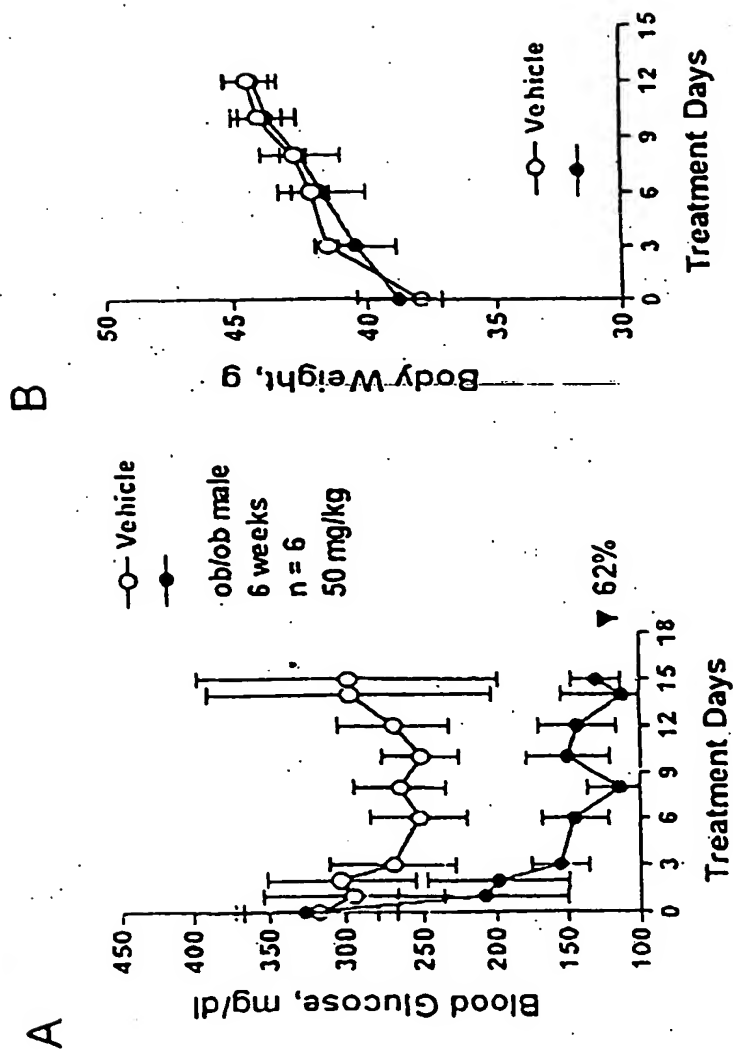 A
Vehicle
ob/ob male
6 weeks
n = 6
50 mg/kg
▼ 62%
450
400
350
300
250
200
150
100
Blood Glucose, mg/dl
0 3 6 9 12 15 18
Treatment Days
B
50
45
40
35
30
Body Weight, g
Vehicle
0 3 6 9 12 15
Treatment Days